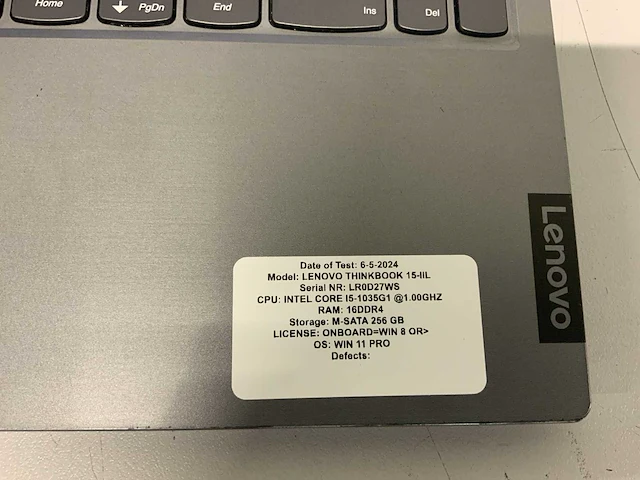 Home
PgDn
End
Ins
Del
Lenovo
Date of Test: 6-5-2024
Model: LENOVO THINKBOOK 15-IIL
Serial NR: LR0D27WS
CPU: INTEL CORE I5-1035G1 @1.00GHZ
RAM: 16DDR4
Storage: M-SATA 256 GB
LICENSE: ONBOARD=WIN 8 OR>
OS: WIN 11 PRO
Defects: